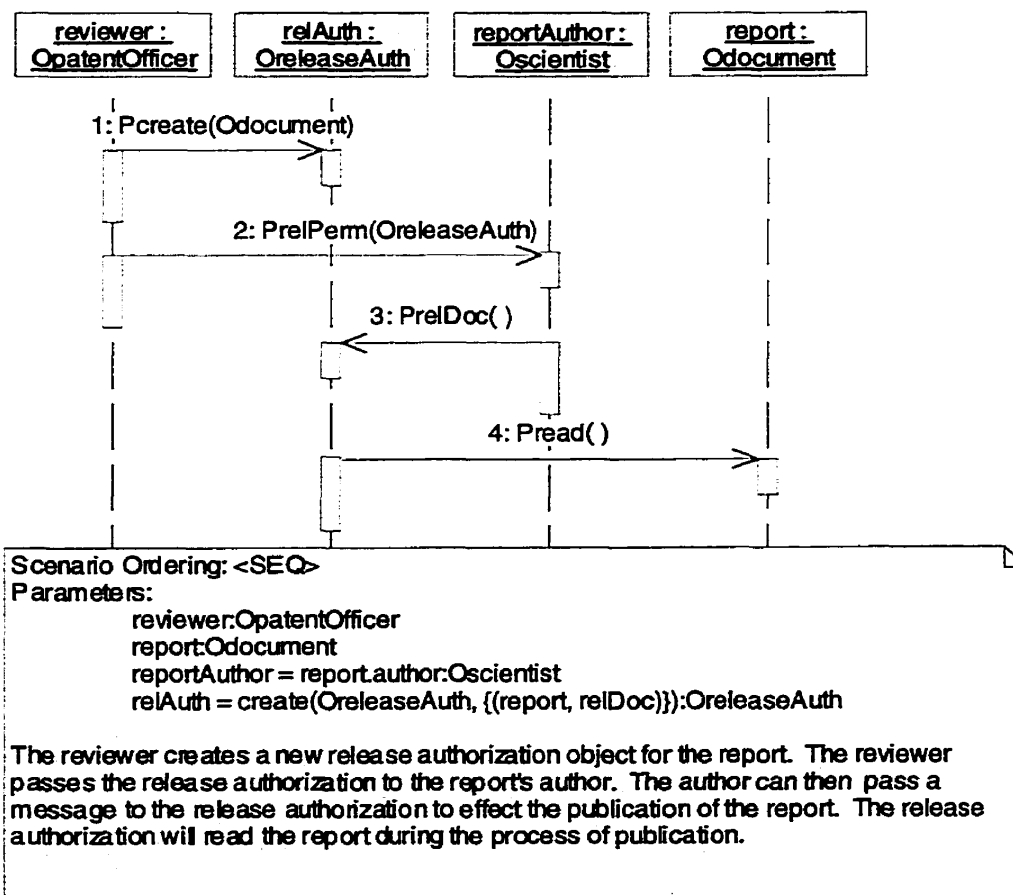 reviewer :
OpatentOfficer
relAuth :
OreleaseAuth
reportAuthor:
Oscientist
report:
Odocument
1: Pcreate(Odocument)
2: PrelPerm(OreleaseAuth)
3: PrelDoc( )
4: Pread( )
Scenario Ordering: <SEQ>
Parameters:
reviewer:OpatentOfficer
report:Odocument
reportAuthor = report.author:Oscientist
relAuth = create(OreleaseAuth, {(report, relDoc)}):OreleaseAuth
The reviewer creates a new release authorization object for the report. The reviewer
passes the release authorization to the report's author. The author can then pass a
message to the release authorization to effect the publication of the report. The release
authorization will read the report during the process of publication.